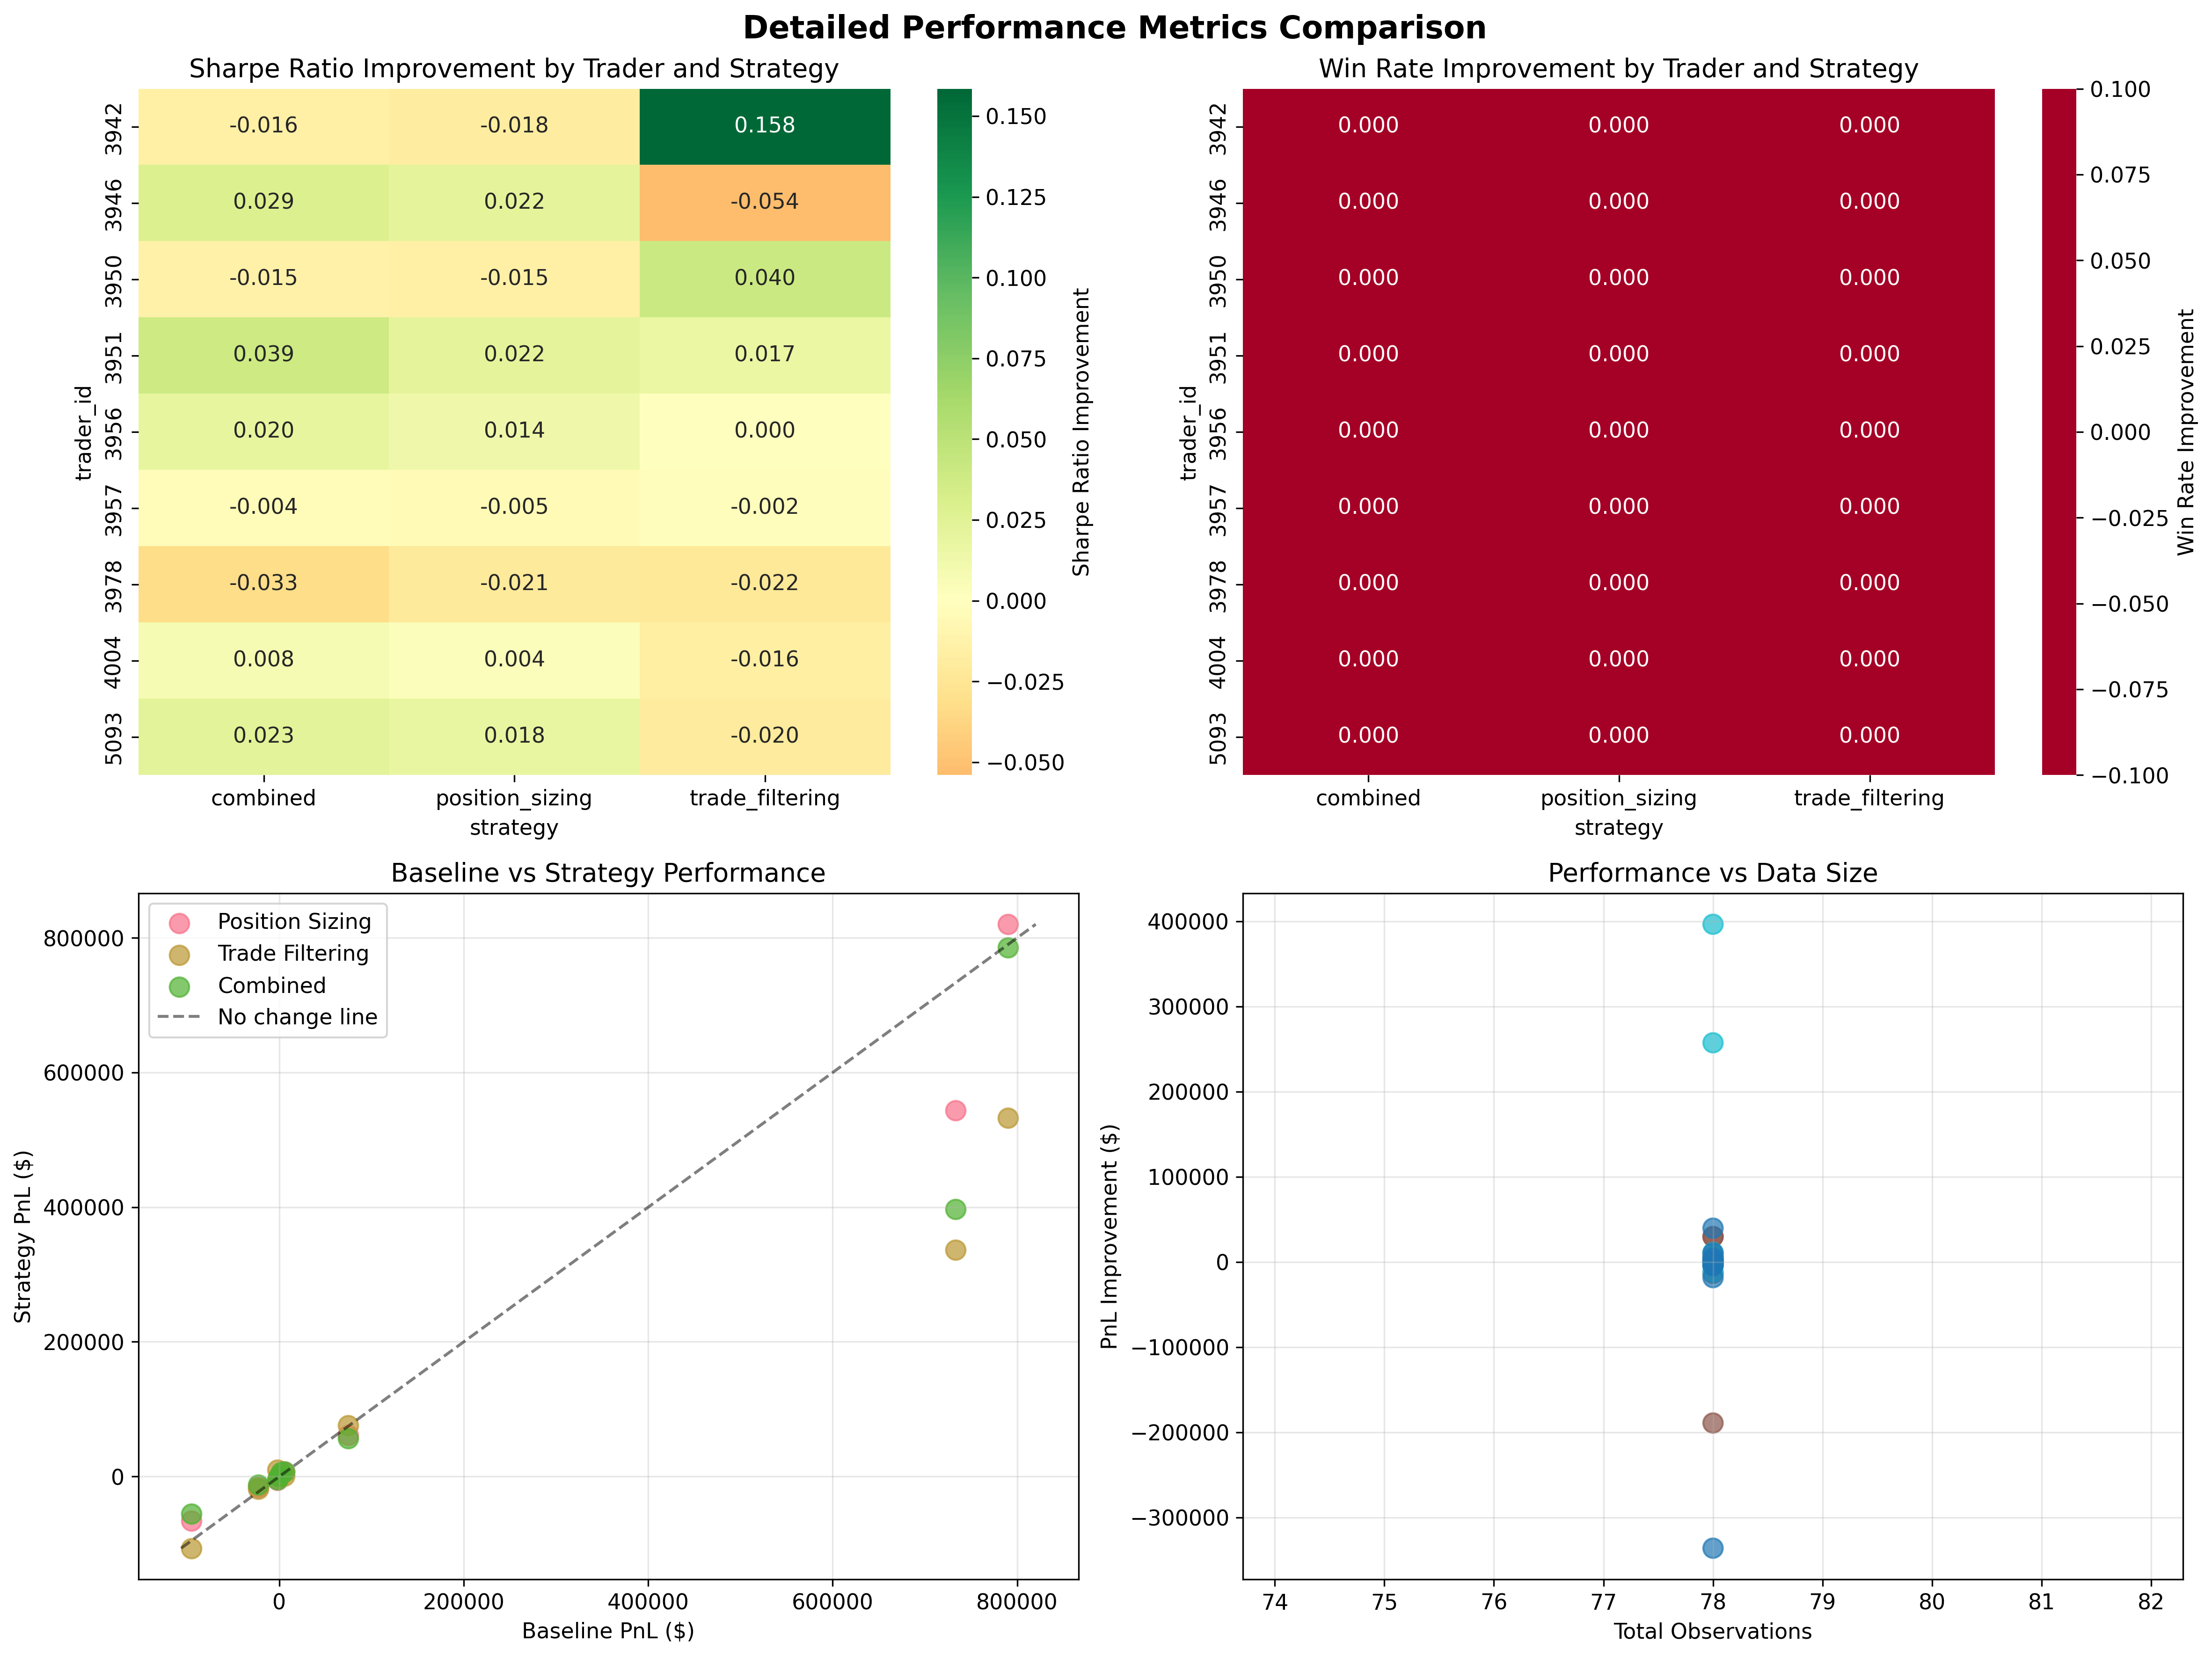 Detailed Performance Metrics Comparison
Sharpe Ratio Improvement by Trader and Strategy
trader_id
3942 -0.016 -0.018 0.158
3946 0.029 0.022 -0.054
3950 -0.015 -0.015 0.040
3951 0.039 0.022 0.017
3956 0.020 0.014 0.000
3957 -0.004 -0.005 -0.002
3978 -0.033 -0.021 -0.022
4004 0.008 0.004 -0.016
5093 0.023 0.018 -0.020
combined position_sizing trade_filtering
strategy
0.150
0.125
0.100
0.075
0.050
0.025
0.000
−0.025
−0.050
Sharpe Ratio Improvement
Win Rate Improvement by Trader and Strategy
trader_id
3942 0.000 0.000 0.000
3946 0.000 0.000 0.000
3950 0.000 0.000 0.000
3951 0.000 0.000 0.000
3956 0.000 0.000 0.000
3957 0.000 0.000 0.000
3978 0.000 0.000 0.000
4004 0.000 0.000 0.000
5093 0.000 0.000 0.000
combined position_sizing trade_filtering
strategy
0.100
0.075
0.050
0.025
0.000
−0.025
−0.050
−0.075
−0.100
Win Rate Improvement
Baseline vs Strategy Performance
Position Sizing
Trade Filtering
Combined
No change line
Strategy PnL ($)
800000
600000
400000
200000
0
0 200000 400000 600000 800000
Baseline PnL ($)
Performance vs Data Size
PnL Improvement ($)
400000
300000
200000
100000
0
−100000
−200000
−300000
74 75 76 77 78 79 80 81 82
Total Observations